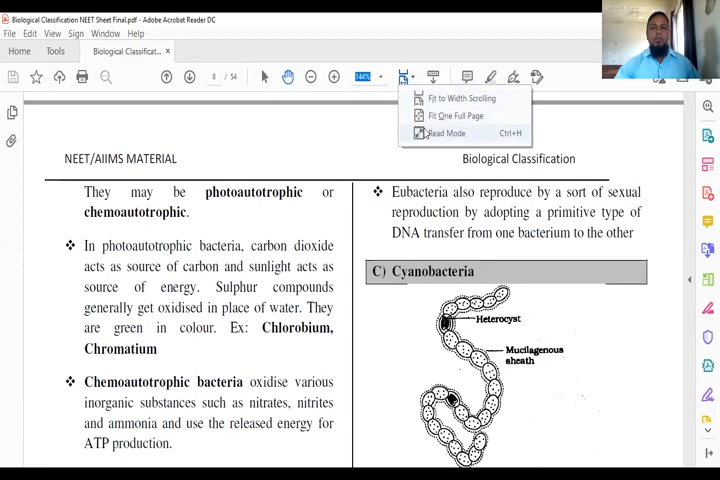 Biological Classification NEET Sheet Final.pdf - Adobe Acrobat Reader DC
File Edit View Sign Window Help
Home Tools Biological Classificat... ×
8 / 54 144%
Fit to Width Scrolling
Fit One Full Page
Read Mode Ctrl+H
NEET/AIIMS MATERIAL Biological Classification
They may be photoautotrophic or
chemoautotrophic.
❖ In photoautotrophic bacteria, carbon dioxide
acts as source of carbon and sunlight acts as
source of energy. Sulphur compounds
generally get oxidised in place of water. They
are green in colour. Ex: Chlorobium,
Chromatium
❖ Chemoautotrophic bacteria oxidise various
inorganic substances such as nitrates, nitrites
and ammonia and use the released energy for
ATP production.
❖ Eubacteria also reproduce by a sort of sexual
reproduction by adopting a primitive type of
DNA transfer from one bacterium to the other
C) Cyanobacteria
Heterocyst
Mucilagenous
sheath